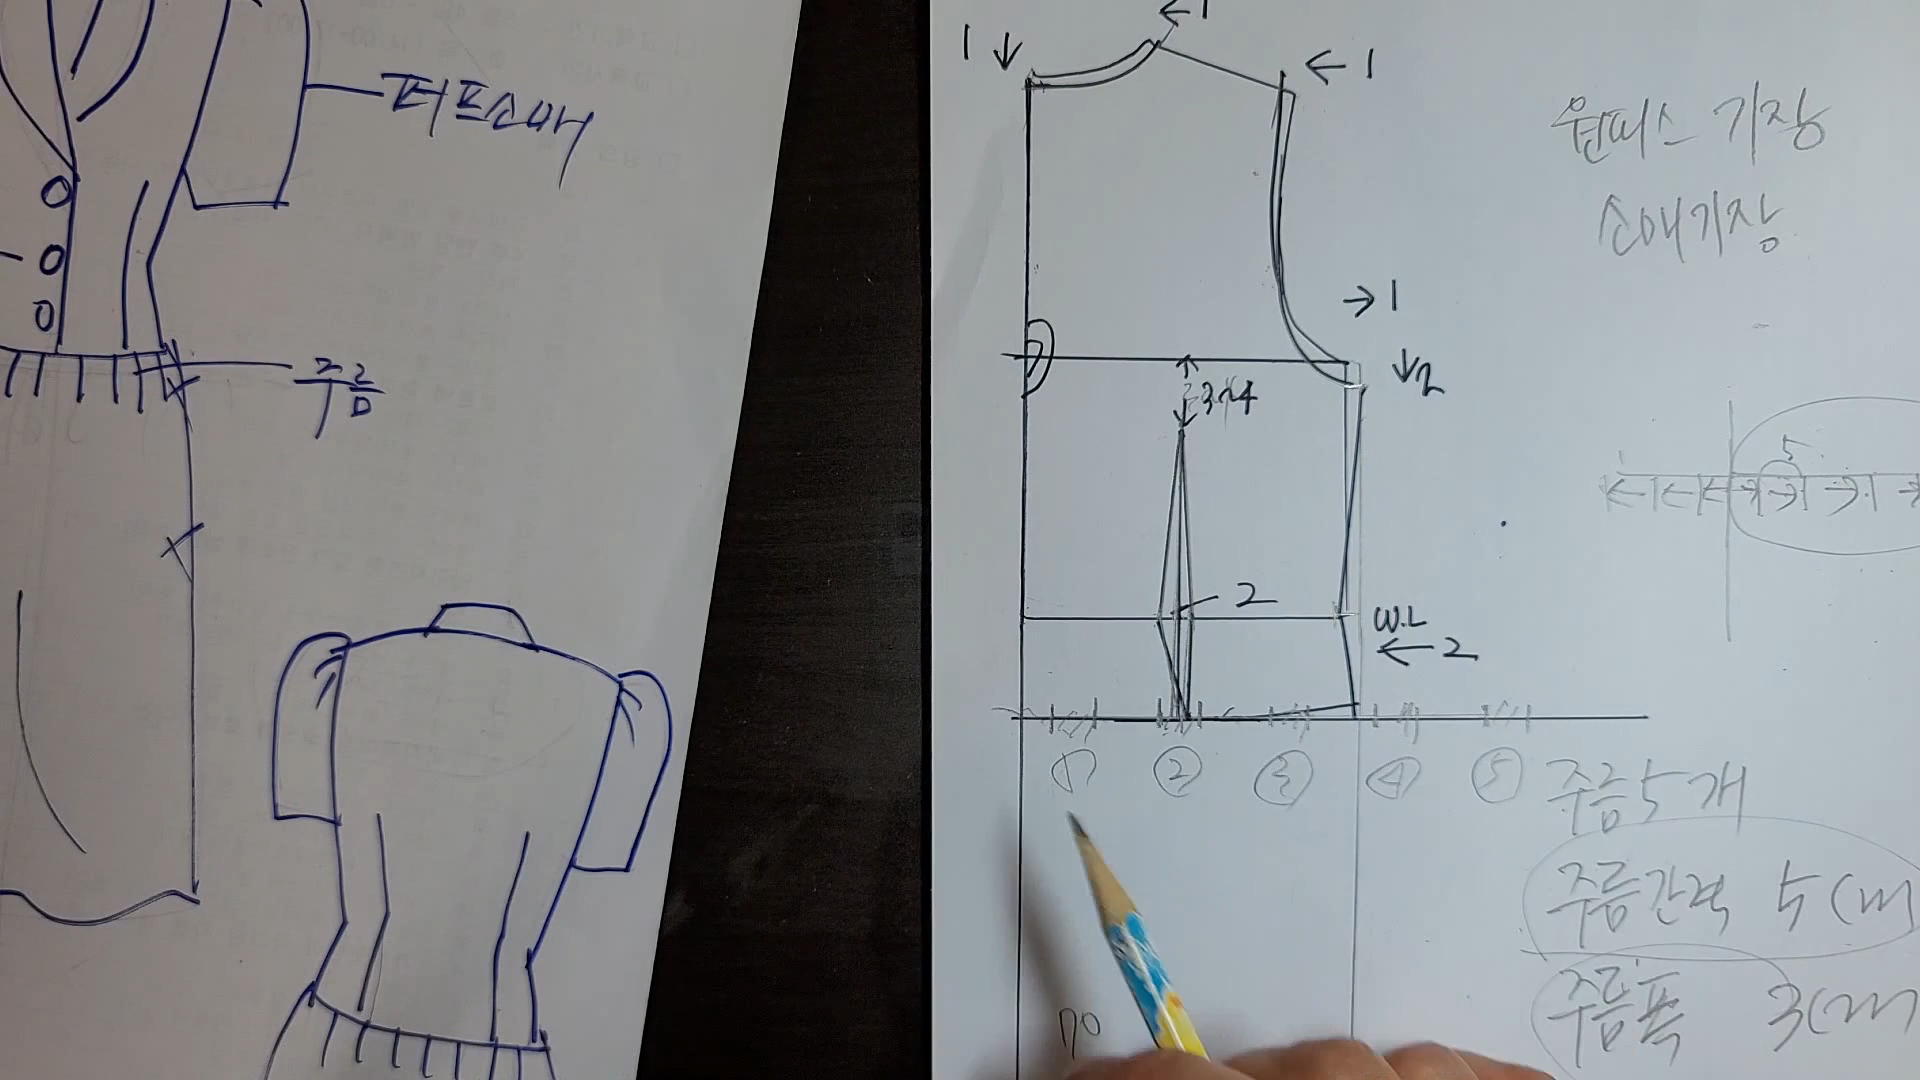 퍼프소매
주름
← 1
1 ↓
← 1
원피스 기장
소매기장
→ 1
↓2
3~4
5
2
W.L
← 2
① ② ③ ④ ⑤
주름 5개
주름간격 5cm
주름폭 3cm
70